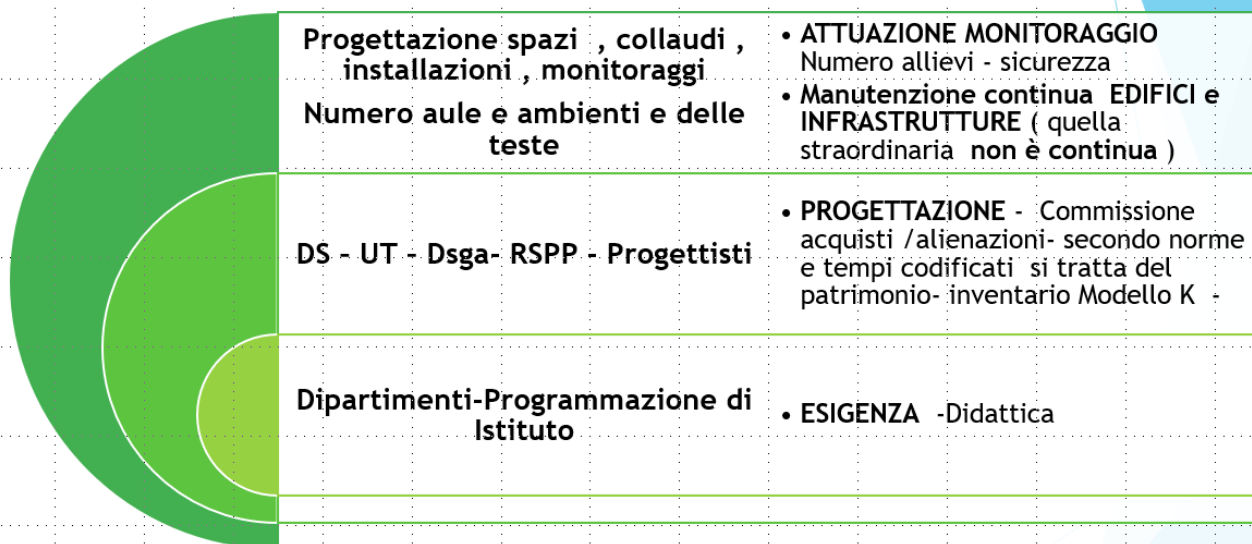 Progettazione spazi , collaudi ,
installazioni , monitoraggi
Numero aule e ambienti e delle
teste
• ATTUAZIONE MONITORAGGIO
Numero allievi - sicurezza
• Manutenzione continua EDIFICI e
INFRASTRUTTURE ( quella
straordinaria non è continua )
DS - UT - Dsga- RSPP - Progettisti
• PROGETTAZIONE - Commissione
acquisti /alienazioni- secondo norme
e tempi codificati si tratta del
patrimonio- inventario Modello K -
Dipartimenti-Programmazione di
Istituto
• ESIGENZA -Didattica